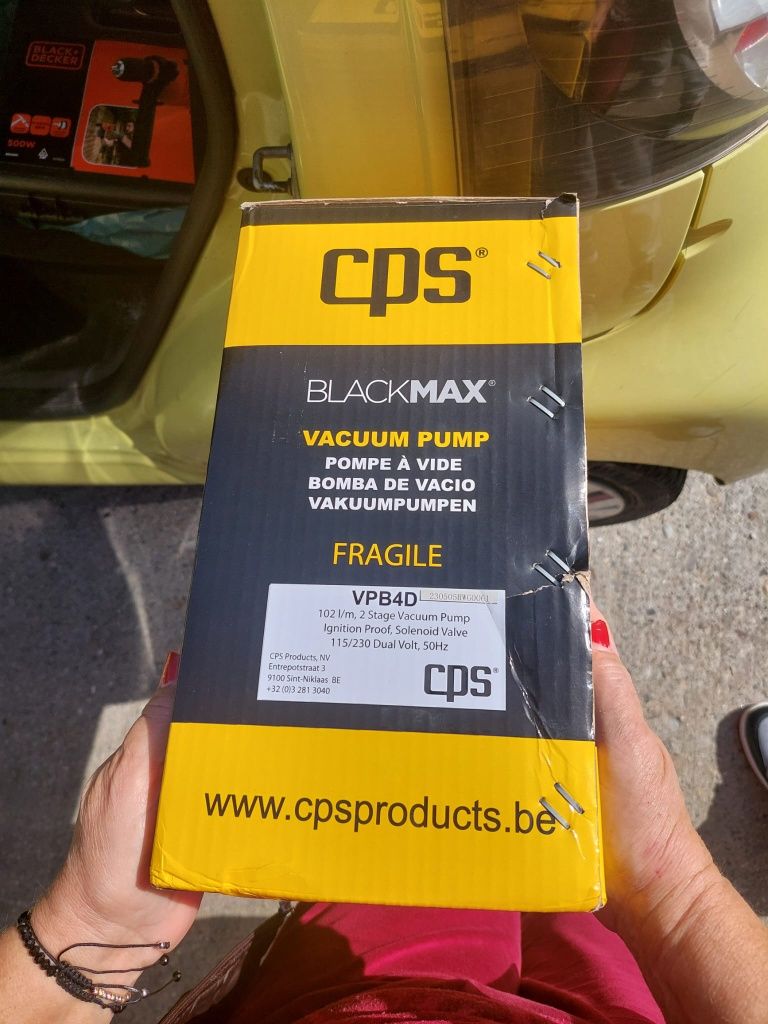 BLACK+
DECKER
500W
cps®
BLACKMAX®
VACUUM PUMP
POMPE À VIDE
BOMBA DE VACIO
VAKUUMPUMPEN
FRAGILE
VPB4D
102 l/m, 2 Stage Vacuum Pump
Ignition Proof, Solenoid Valve
115/230 Dual Volt, 50Hz
CPS Products, NV
Entrepotstraat 3
9100 Sint-Niklaas BE
+32 (0)3 281 3040
cps®
www.cpsproducts.be